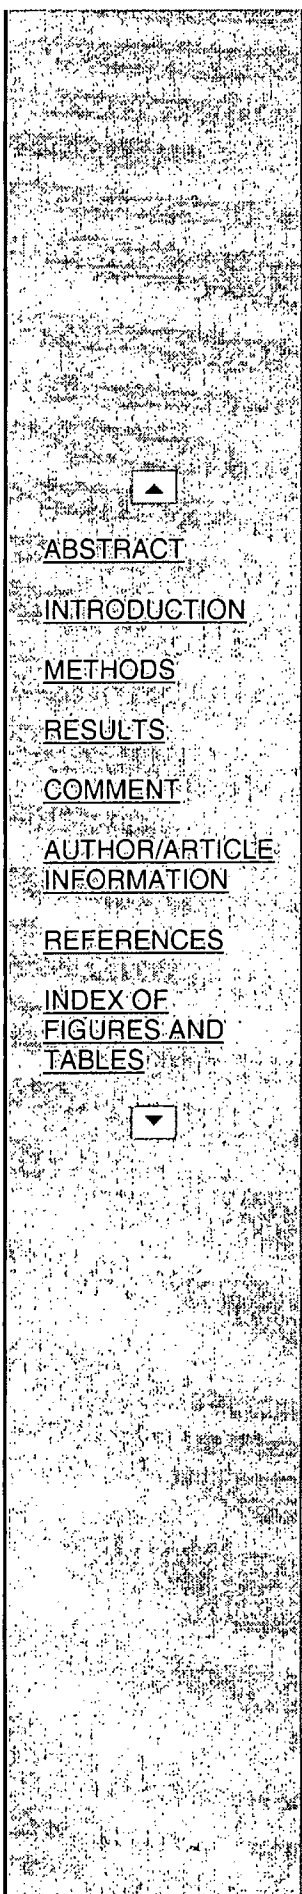 ABSTRACT
INTRODUCTION
METHODS
RESULTS
COMMENT
AUTHOR/ARTICLE
INFORMATION
REFERENCES
INDEX OF
FIGURES AND
TABLES